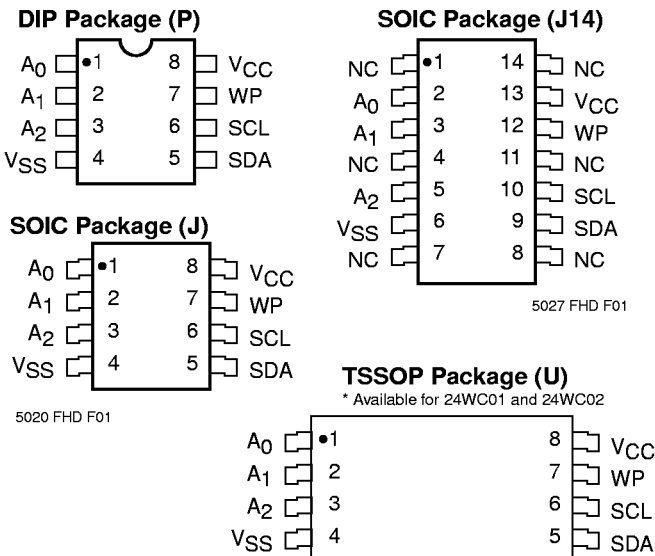 DIP Package (P)
A0 1 8 VCC
A1 2 7 WP
A2 3 6 SCL
VSS 4 5 SDA
SOIC Package (J)
A0 1 8 VCC
A1 2 7 WP
A2 3 6 SCL
VSS 4 5 SDA
5020 FHD F01
SOIC Package (J14)
NC 1 14 NC
A0 2 13 VCC
A1 3 12 WP
NC 4 11 NC
A2 5 10 SCL
VSS 6 9 SDA
NC 7 8 NC
5027 FHD F01
TSSOP Package (U)
* Available for 24WC01 and 24WC02
A0 1 8 VCC
A1 2 7 WP
A2 3 6 SCL
VSS 4 5 SDA